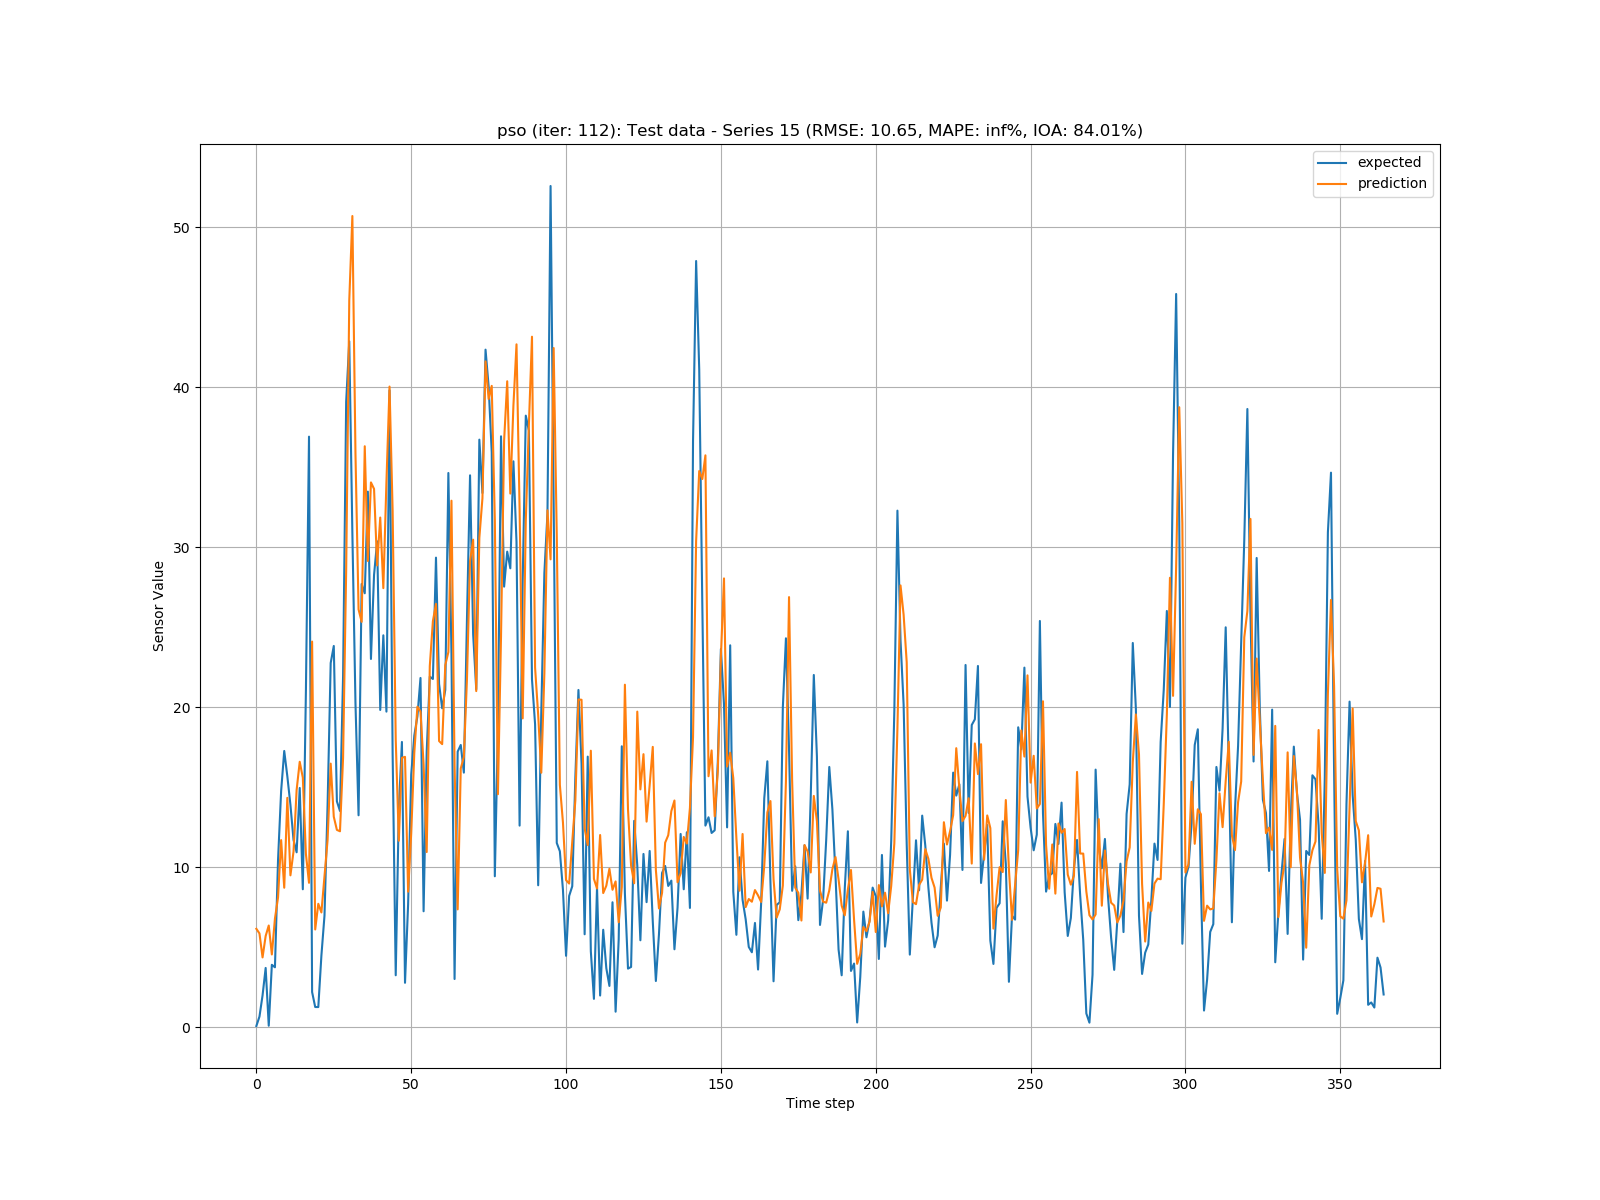 pso (iter: 112): Test data - Series 15 (RMSE: 10.65, MAPE: inf%, IOA: 84.01%)
expected
prediction
50
40
30
20
10
0
Sensor Value
0 50 100 150 200 250 300 350
Time step